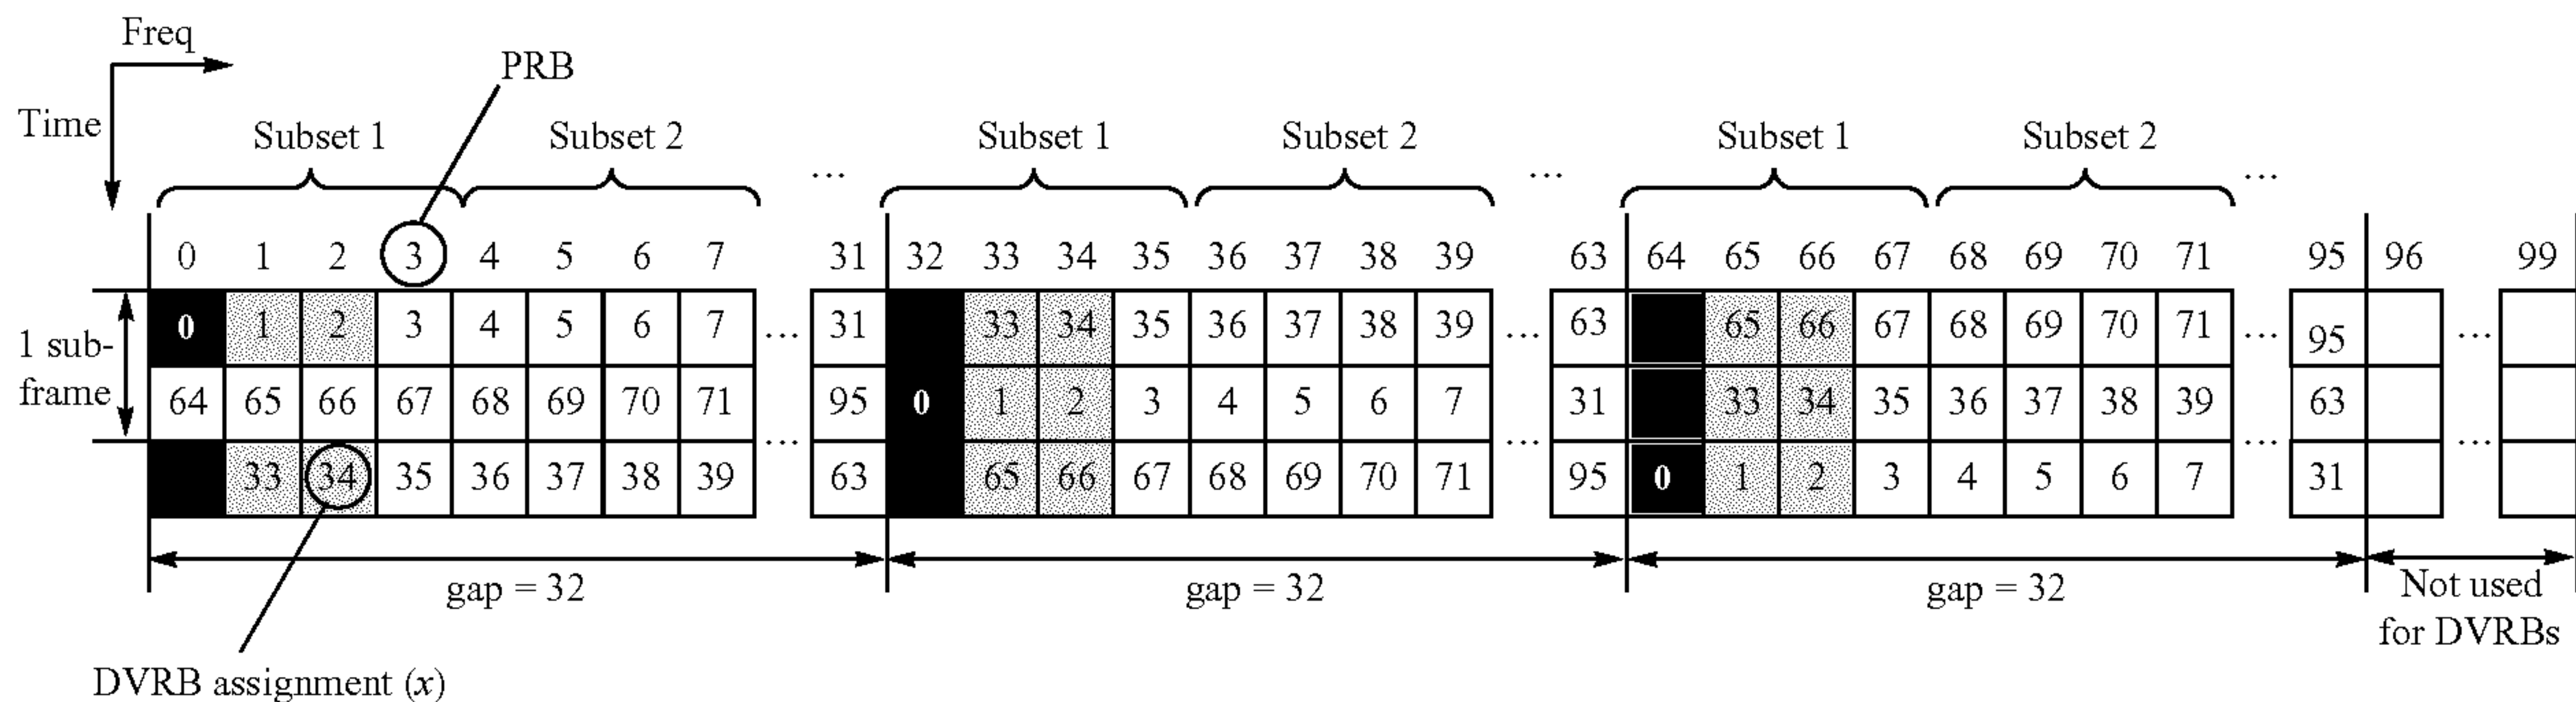 Freq
PRB
Time
Subset 1 Subset 2 ... Subset 1 Subset 2 ... Subset 1 Subset 2 ...
0 1 2 3 4 5 6 7 31 32 33 34 35 36 37 38 39 63 64 65 66 67 68 69 70 71 95 96 99
0 1 2 3 4 5 6 7 ... 31 33 34 35 36 37 38 39 ... 63 65 66 67 68 69 70 71 ... 95 ...
1 sub-
frame
64 65 66 67 68 69 70 71 95 0 1 2 3 4 5 6 7 31 33 34 35 36 37 38 39 63
... ... ... ...
33 34 35 36 37 38 39 63 65 66 67 68 69 70 71 95 0 1 2 3 4 5 6 7 31
gap = 32 gap = 32 gap = 32
Not used
for DVRBs
DVRB assignment (x)